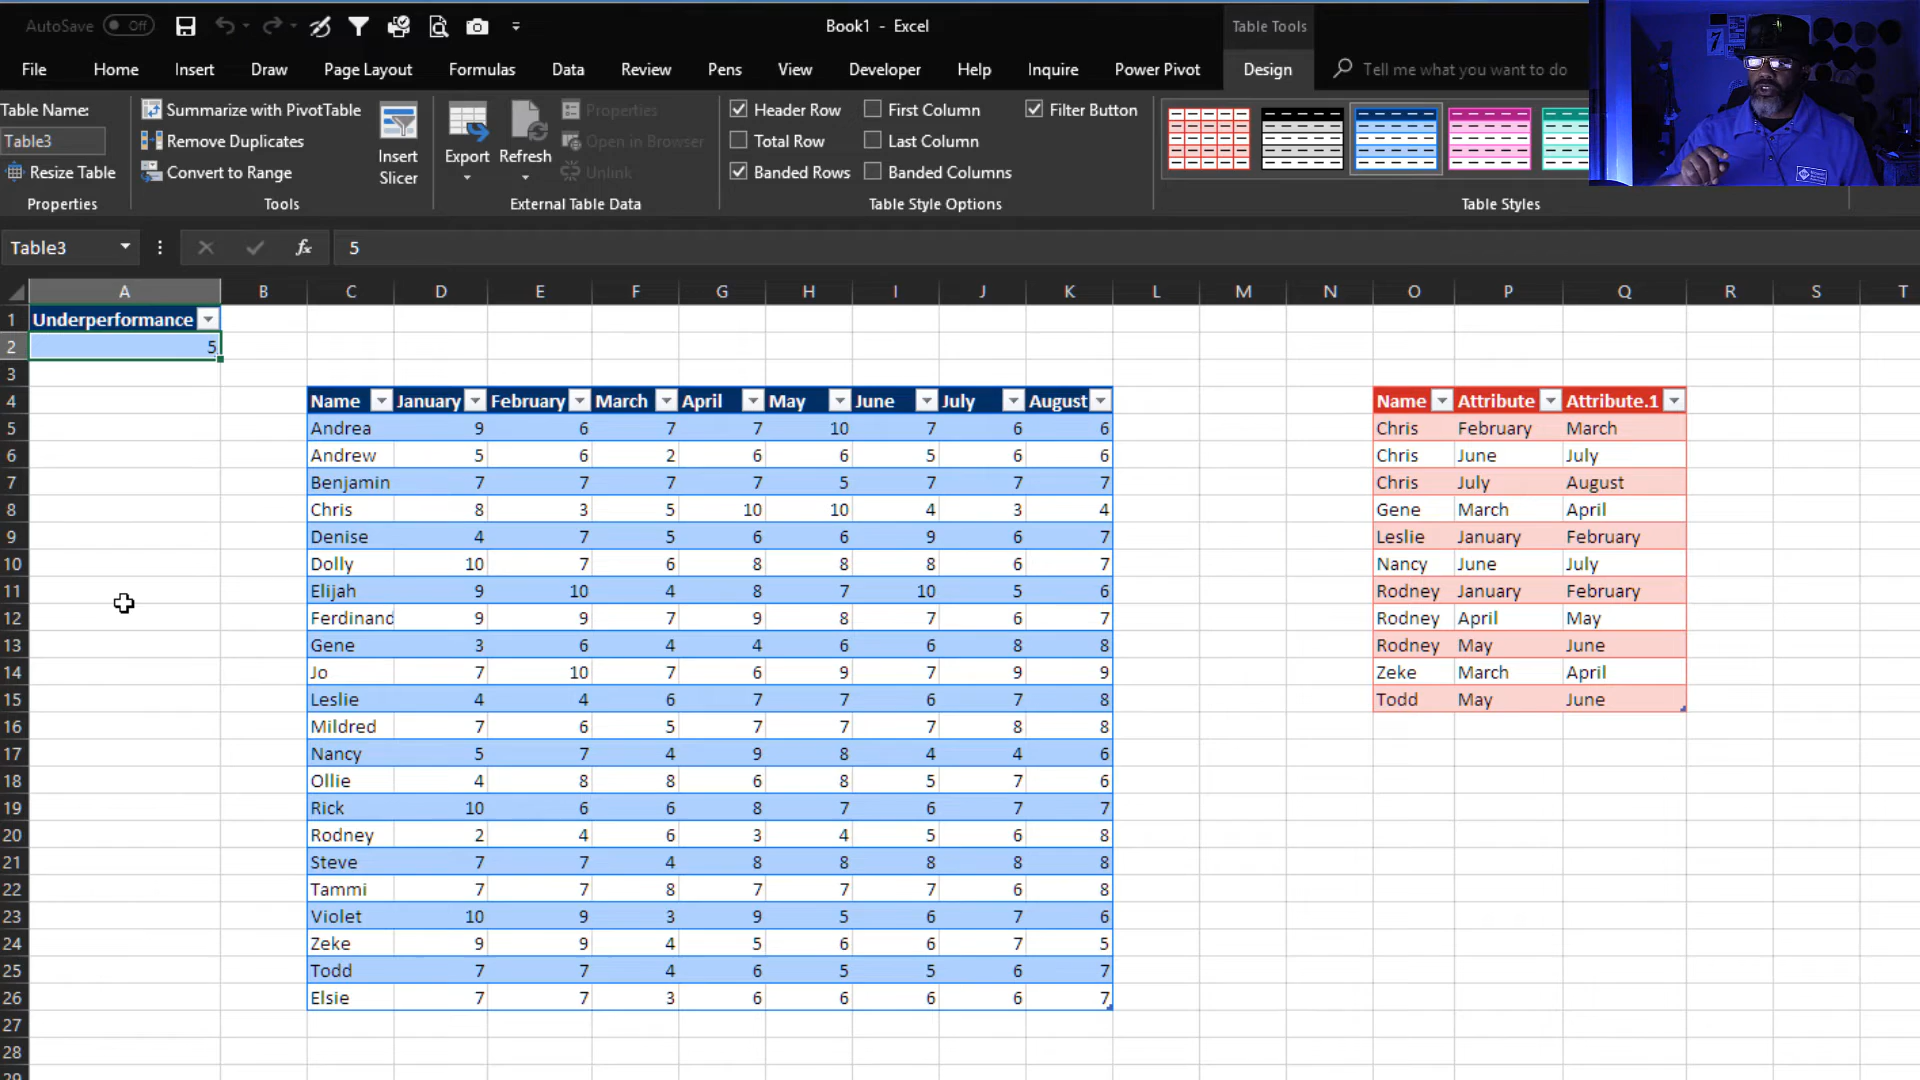 AutoSave Off
Book1 - Excel
Table Tools
File Home Insert Draw Page Layout Formulas Data Review Pens View Developer Help Inquire Power Pivot Design Tell me what you want to do
Table Name:
Table3
Resize Table
Properties
Summarize with PivotTable
Remove Duplicates
Convert to Range
Tools
Insert Slicer
Export
Refresh
Properties
Open in Browser
Unlink
External Table Data
Header Row First Column Filter Button
Total Row Last Column
Banded Rows Banded Columns
Table Style Options
Table Styles
Table3 fx 5
A B C D E F G H I J K L M N O P Q R S T
1 Underperformance
2 5
3
4 Name January February March April May June July August Name Attribute Attribute.1
5 Andrea 9 6 7 7 10 7 6 6 Chris February March
6 Andrew 5 6 2 6 6 5 6 6 Chris June July
7 Benjamin 7 7 7 7 5 7 7 7 Chris July August
8 Chris 8 3 5 10 10 4 3 4 Gene March April
9 Denise 4 7 5 6 6 9 6 7 Leslie January February
10 Dolly 10 7 6 8 8 8 6 7 Nancy June July
11 Elijah 9 10 4 8 7 10 5 6 Rodney January February
12 Ferdinand 9 9 7 9 8 7 6 7 Rodney April May
13 Gene 3 6 4 4 6 6 8 8 Rodney May June
14 Jo 7 10 7 6 9 7 9 9 Zeke March April
15 Leslie 4 4 6 7 7 6 7 8 Todd May June
16 Mildred 7 6 5 7 7 7 8 8
17 Nancy 5 7 4 9 8 4 4 6
18 Ollie 4 8 8 6 8 5 7 6
19 Rick 10 6 6 8 7 6 7 7
20 Rodney 2 4 6 3 4 5 6 8
21 Steve 7 7 4 8 8 8 8 8
22 Tammi 7 7 8 7 7 7 6 8
23 Violet 10 9 3 9 5 6 7 6
24 Zeke 9 9 4 5 6 6 7 5
25 Todd 7 7 4 6 5 5 6 7
26 Elsie 7 7 3 6 6 6 6 7
27
28
29